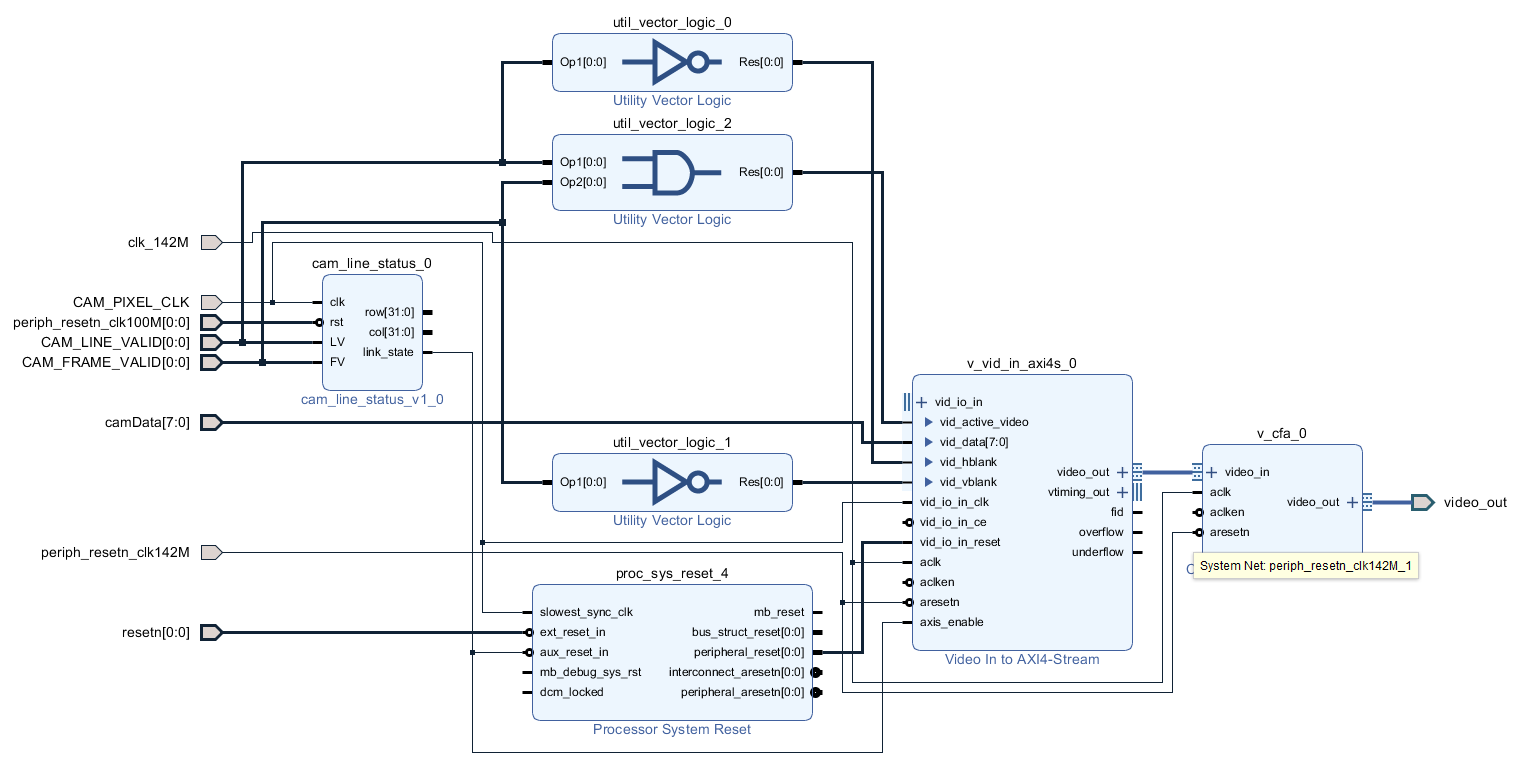 util_vector_logic_0
Op1[0:0]
Res[0:0]
Utility Vector Logic
util_vector_logic_2
Op1[0:0]
Op2[0:0]
Res[0:0]
Utility Vector Logic
clk_142M
CAM_PIXEL_CLK
periph_resetn_clk100M[0:0]
CAM_LINE_VALID[0:0]
CAM_FRAME_VALID[0:0]
camData[7:0]
periph_resetn_clk142M
resetn[0:0]
cam_line_status_0
clk
rst
LV
FV
row[31:0]
col[31:0]
link_state
cam_line_status_v1_0
util_vector_logic_1
Op1[0:0]
Res[0:0]
Utility Vector Logic
proc_sys_reset_4
slowest_sync_clk
ext_reset_in
aux_reset_in
mb_debug_sys_rst
dcm_locked
mb_reset
bus_struct_reset[0:0]
peripheral_reset[0:0]
interconnect_aresetn[0:0]
peripheral_aresetn[0:0]
Processor System Reset
v_vid_in_axi4s_0
vid_io_in
vid_active_video
vid_data[7:0]
vid_hblank
vid_vblank
vid_io_in_clk
vid_io_in_ce
vid_io_in_reset
aclk
aclken
aresetn
axis_enable
video_out
vtiming_out
fid
overflow
underflow
Video In to AXI4-Stream
v_cfa_0
video_in
aclk
aclken
aresetn
video_out
System Net: periph_resetn_clk142M_1
video_out